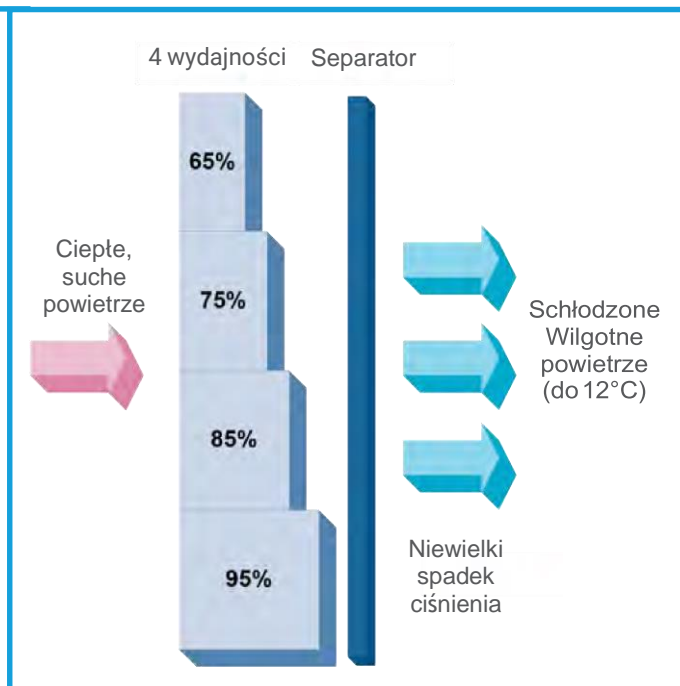 4 wydajności
Separator
65%
Ciepłe,
suche
powietrze
75%
85%
95%
Schłodzone
Wilgotne
powietrze
(do 12°C)
Niewielki
spadek
ciśnienia